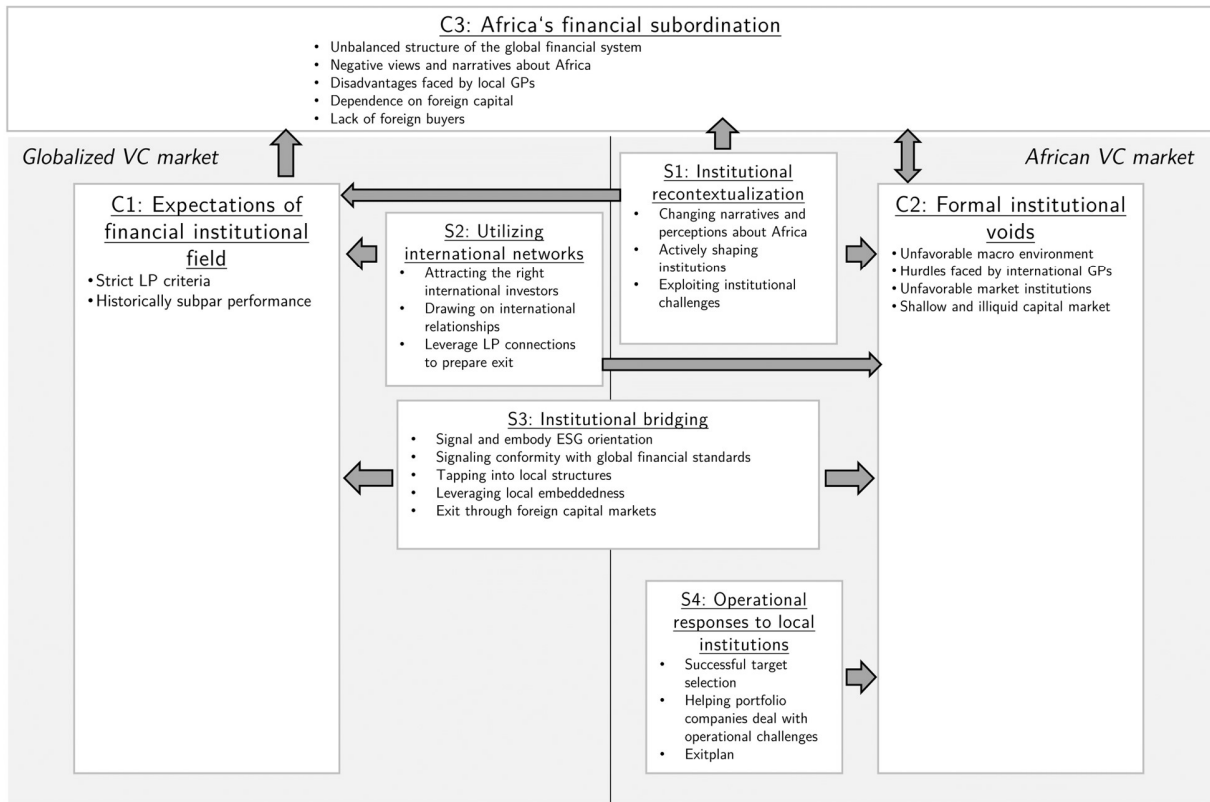 C3: Africa‘s financial subordination
• Unbalanced structure of the global financial system
• Negative views and narratives about Africa
• Disadvantages faced by local GPs
• Dependence on foreign capital
• Lack of foreign buyers
Globalized VC market
African VC market
C1: Expectations of
financial institutional
field
• Strict LP criteria
• Historically subpar performance
S2: Utilizing
international networks
• Attracting the right
international investors
• Drawing on international
relationships
• Leverage LP connections
to prepare exit
S1: Institutional
recontextualization
• Changing narratives and
perceptions about Africa
• Actively shaping
institutions
• Exploiting institutional
challenges
C2: Formal institutional
voids
• Unfavorable macro environment
• Hurdles faced by international GPs
• Unfavorable market institutions
• Shallow and illiquid capital market
S3: Institutional bridging
• Signal and embody ESG orientation
• Signaling conformity with global financial standards
• Tapping into local structures
• Leveraging local embeddedness
• Exit through foreign capital markets
S4: Operational
responses to local
institutions
• Successful target
selection
• Helping portfolio
companies deal with
operational challenges
• Exitplan